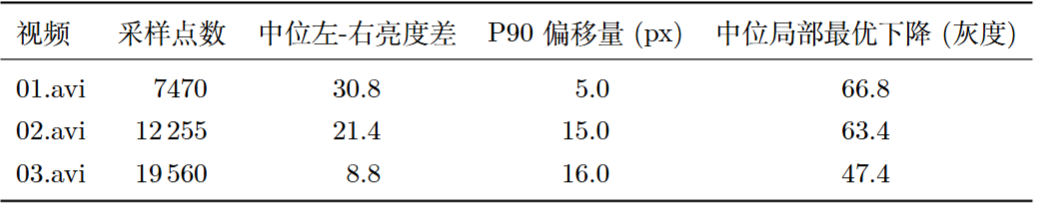 视频 采样点数 中位左-右亮度差 P90 偏移量 (px) 中位局部最优下降 (灰度)
01.avi 7470 30.8 5.0 66.8
02.avi 12 255 21.4 15.0 63.4
03.avi 19 560 8.8 16.0 47.4